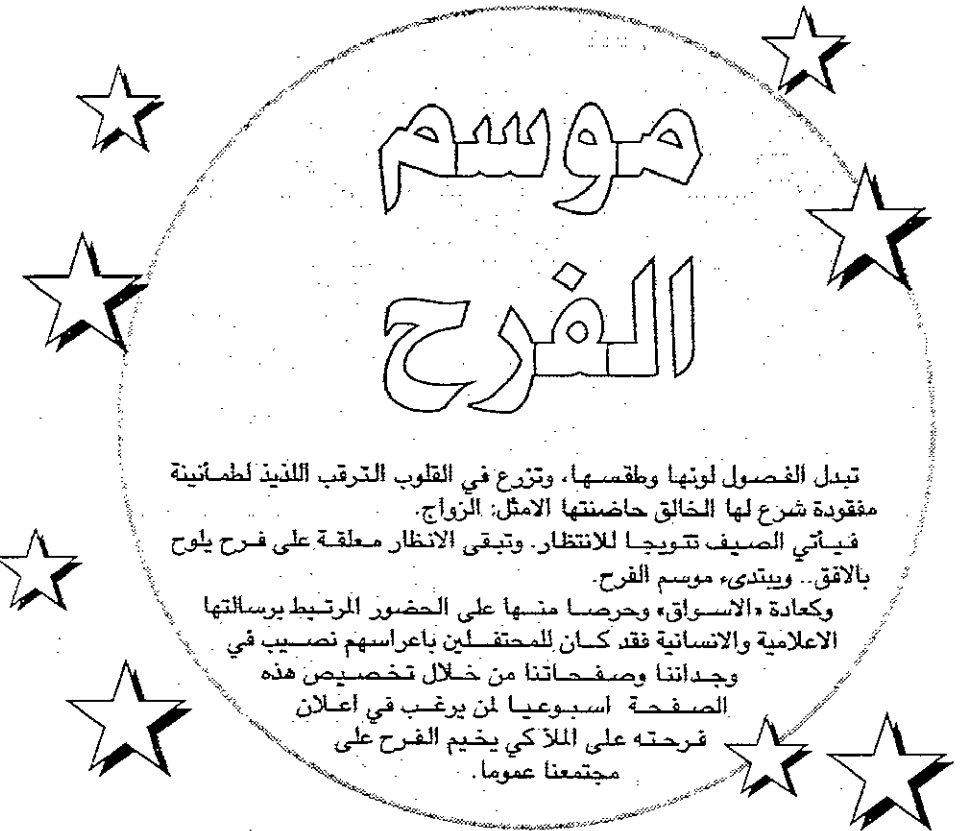 موسم
الفرح
تبدل الفصول لونها وطقسها، وتزرع في القلوب الترقب اللذيذ لطمأنينة
مفقودة شرع لها الخالق حاضنتها الامثل: الزواج.
فيأتي الصيف تتويجا للانتظار. وتبقى الانظار معلقة على فرح يلوح
بالافق.. ويبتدىء موسم الفرح.
وكعادة «الاسواق» وحرصا منها على الحضور المرتبط برسالتها
الاعلامية والانسانية فقد كان للمحتفلين باعراسهم نصيب في
وجداننا وصفحاتنا من خلال تخصيص هذه
الصفحة اسبوعيا لمن يرغب في اعلان
فرحته على الملأ كي يخيم الفرح على
مجتمعنا عموما.